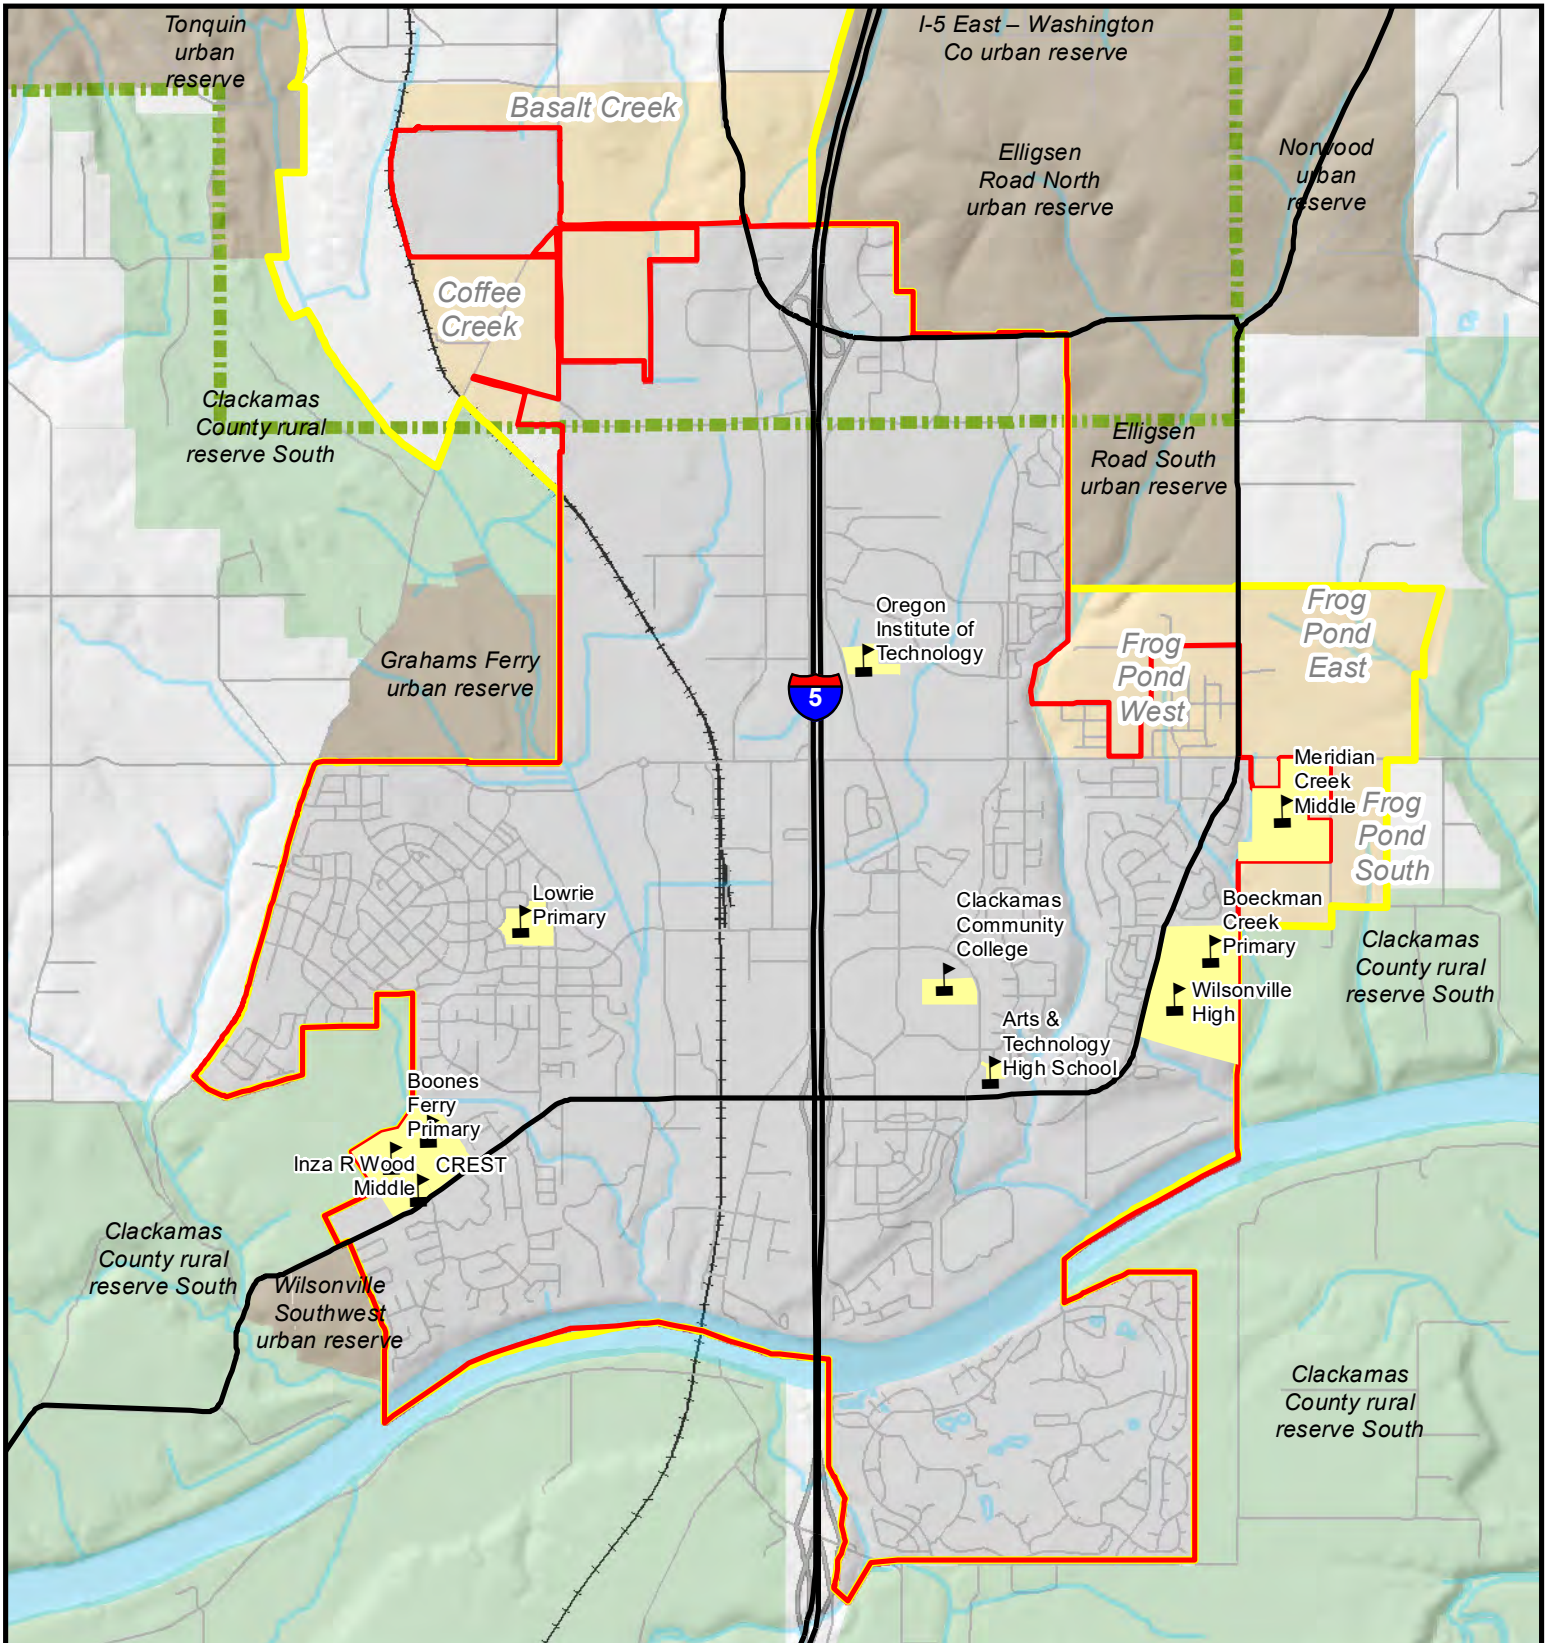 Tonquin
urban
reserve
I-5 East – Washington
Co urban reserve
Basalt Creek
Elligsen
Road North
urban reserve
Norwood
urban
reserve
Coffee
Creek
Clackamas
County rural
reserve South
Elligsen
Road South
urban reserve
Oregon
Institute of
Technology
Frog
Pond
East
Frog
Pond
West
Grahams Ferry
urban reserve
5
Meridian
Creek
Middle
Frog
Pond
South
Lowrie
Primary
Clackamas
Community
College
Boeckman
Creek
Primary
Clackamas
County rural
reserve South
Wilsonville
High
Arts &
Technology
High School
Boones
Ferry
Primary
Inza R Wood
Middle
CREST
Clackamas
County rural
reserve South
Wilsonville
Southwest
urban reserve
Clackamas
County rural
reserve South